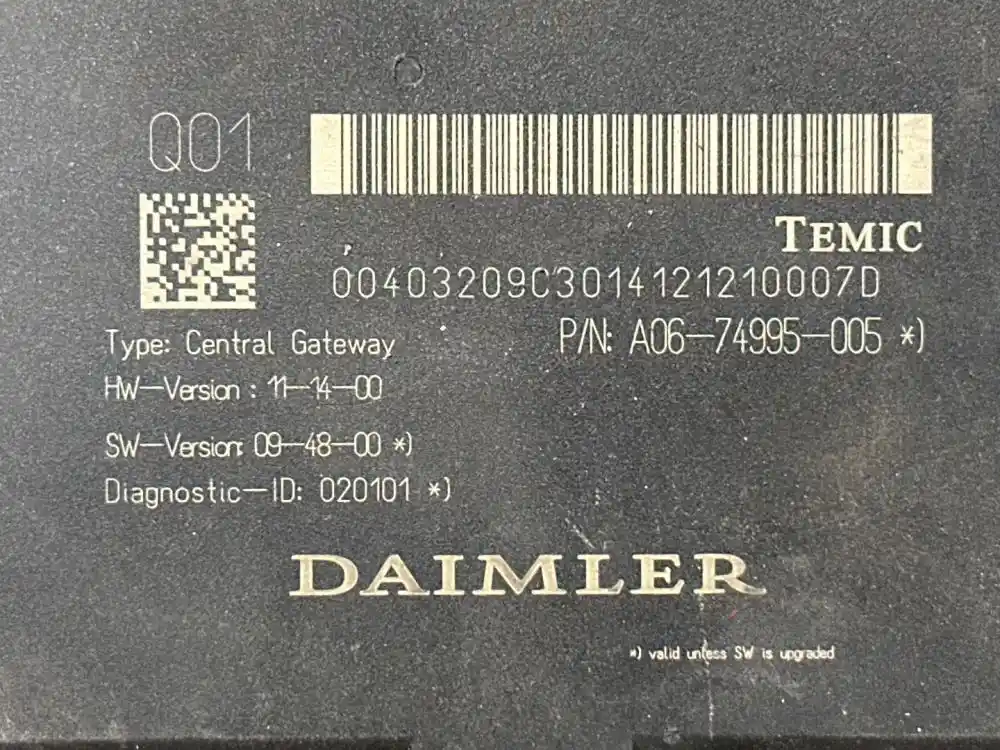 Q01
TEMIC
00403209C3014121210007D
P/N: A06-74995-005 *)
Type: Central Gateway
HW-Version : 11-14-00
SW-Version: 09-48-00 *)
Diagnostic-ID: 020101 *)
DAIMLER
*) valid unless SW is upgraded